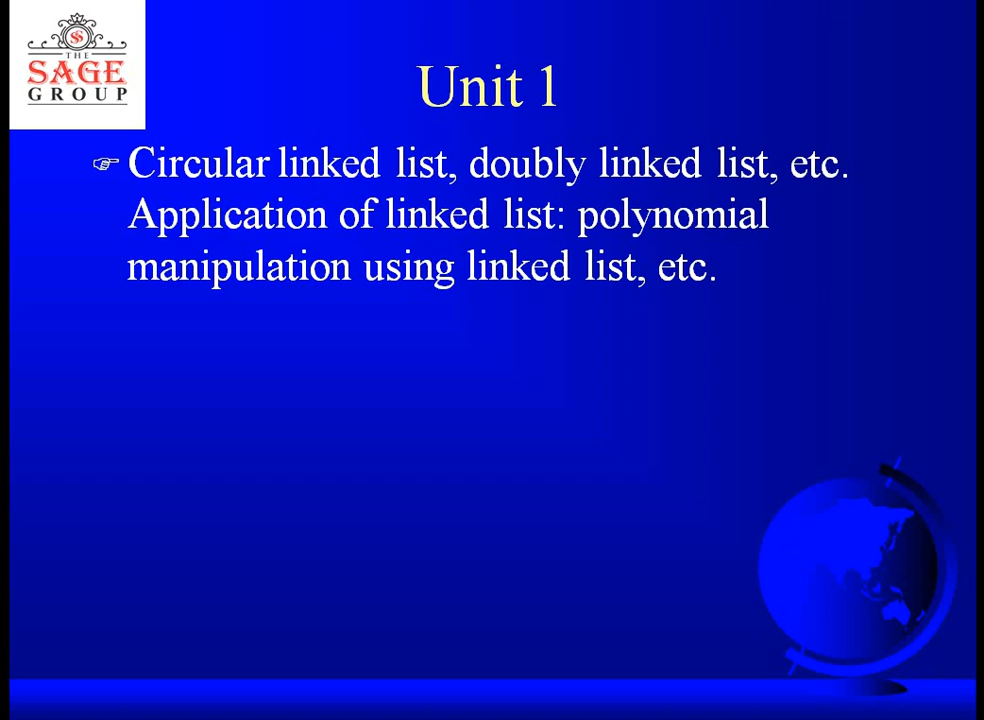 THE
SAGE
GROUP
Unit 1
☞ Circular linked list, doubly linked list, etc.
Application of linked list: polynomial
manipulation using linked list, etc.